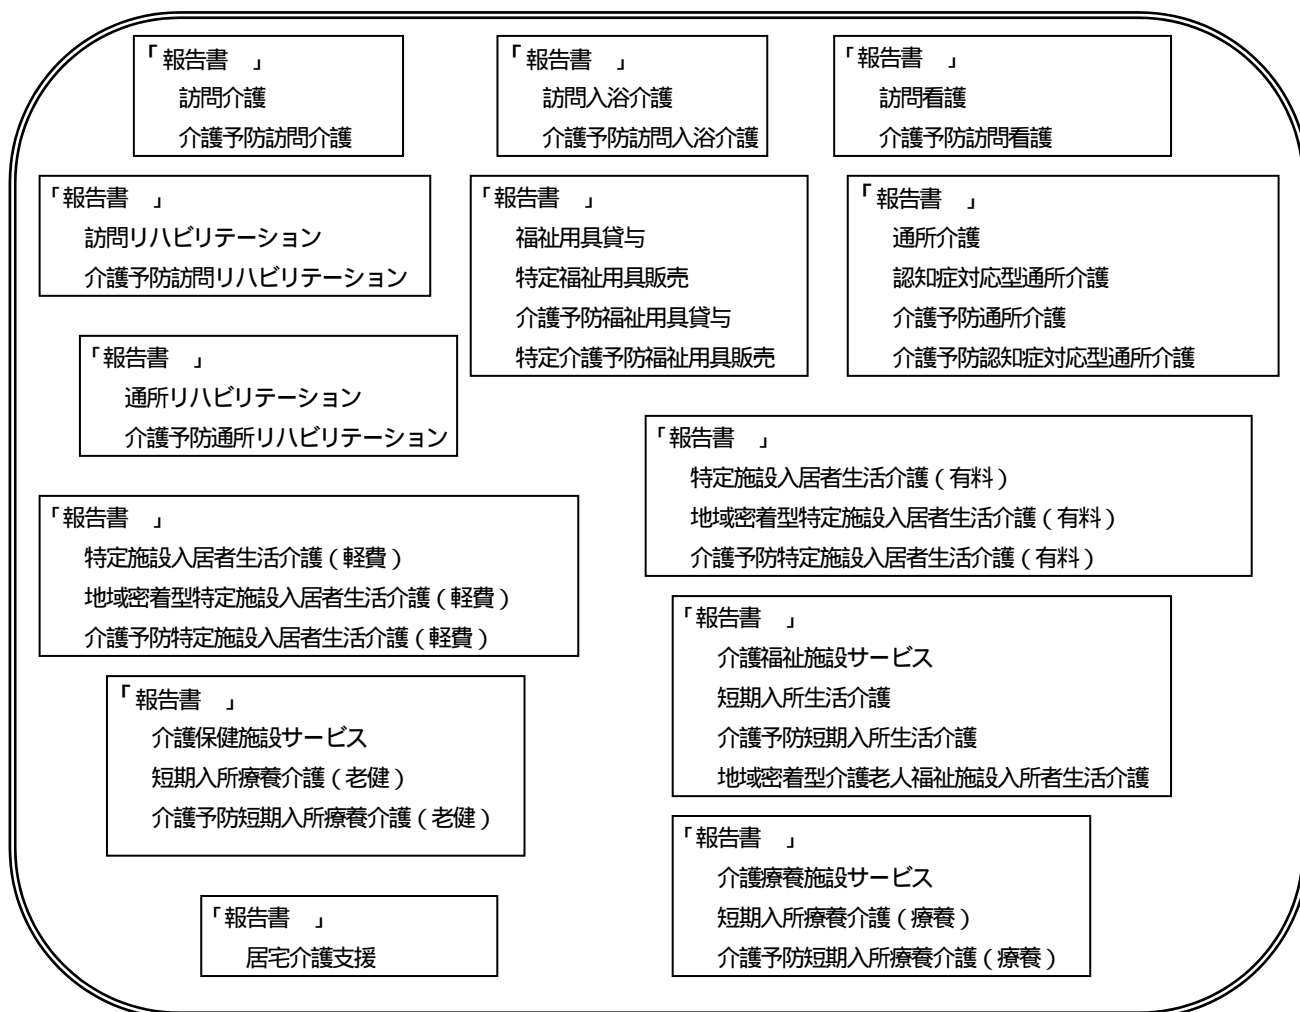 「報告書　」
訪問介護
介護予防訪問介護
「報告書　」
訪問入浴介護
介護予防訪問入浴介護
「報告書　」
訪問看護
介護予防訪問看護
「報告書　」
訪問リハビリテーション
介護予防訪問リハビリテーション
「報告書　」
福祉用具貸与
特定福祉用具販売
介護予防福祉用具貸与
特定介護予防福祉用具販売
「報告書　」
通所介護
認知症対応型通所介護
介護予防通所介護
介護予防認知症対応型通所介護
「報告書　」
通所リハビリテーション
介護予防通所リハビリテーション
「報告書　」
特定施設入居者生活介護（有料）
地域密着型特定施設入居者生活介護（有料）
介護予防特定施設入居者生活介護（有料）
「報告書　」
特定施設入居者生活介護（軽費）
地域密着型特定施設入居者生活介護（軽費）
介護予防特定施設入居者生活介護（軽費）
「報告書　」
介護福祉施設サービス
短期入所生活介護
介護予防短期入所生活介護
地域密着型介護老人福祉施設入所者生活介護
「報告書　」
介護保健施設サービス
短期入所療養介護（老健）
介護予防短期入所療養介護（老健）
「報告書　」
介護療養施設サービス
短期入所療養介護（療養）
介護予防短期入所療養介護（療養）
「報告書　」
居宅介護支援